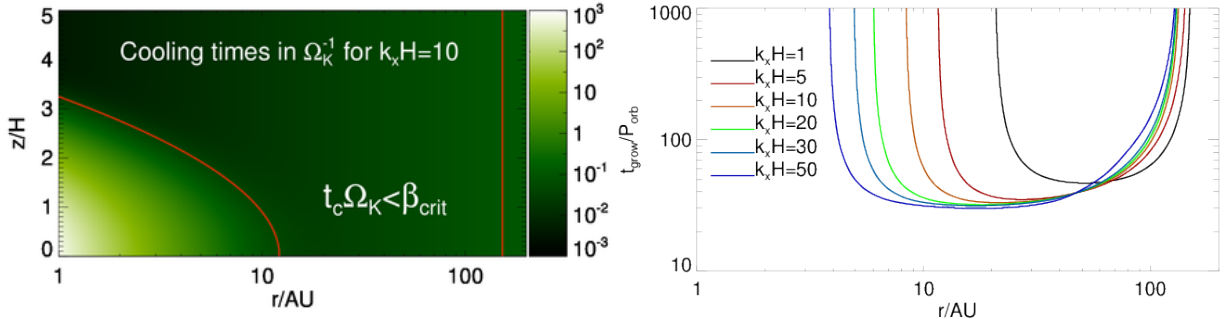 Cooling times in Ω_K^-1 for k_xH=10
t_cΩ_K<β_crit
z/H
5
4
3
2
1
0
1
10
100
r/AU
10^3
10^2
10
1
10^-1
10^-2
10^-3
t_grow/P_orb
1000
100
10
k_xH=1
k_xH=5
k_xH=10
k_xH=20
k_xH=30
k_xH=50
1
10
100
r/AU